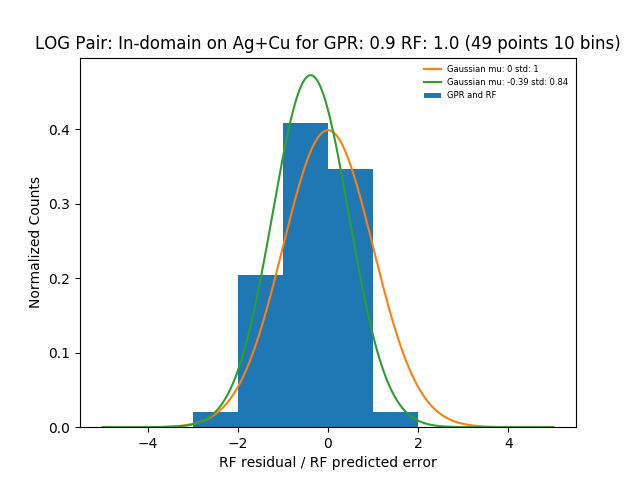 LOG Pair: In-domain on Ag+Cu for GPR: 0.9 RF: 1.0 (49 points 10 bins)
Gaussian mu: 0 std: 1
Gaussian mu: -0.39 std: 0.84
GPR and RF
Normalized Counts
0.4
0.3
0.2
0.1
0.0
−4 −2 0 2 4
RF residual / RF predicted error